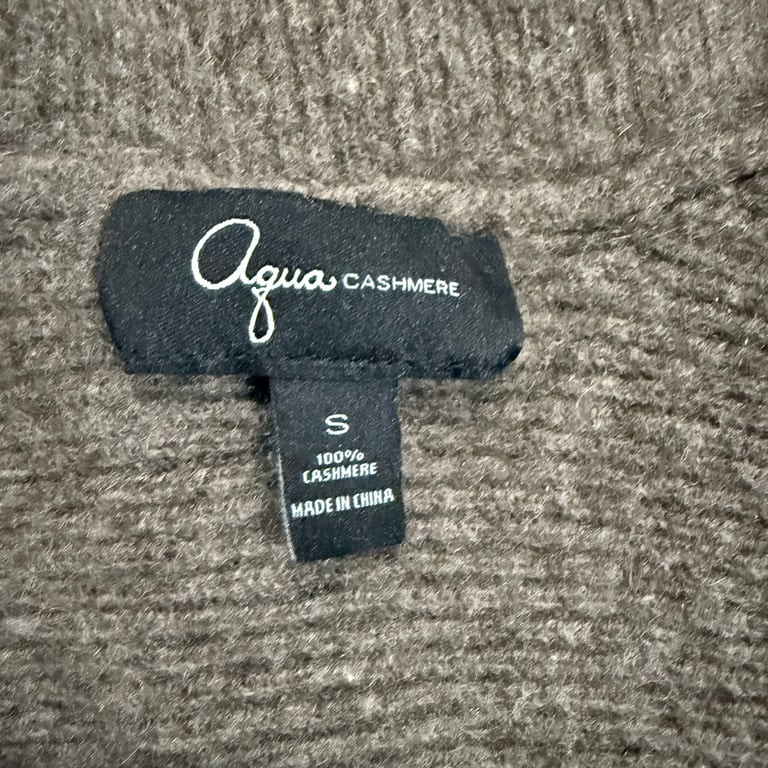 Aqua CASHMERE
S
100%
CASHMERE
MADE IN CHINA